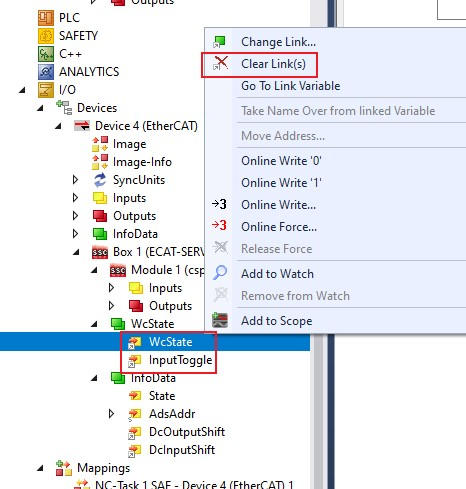 Outputs
PLC
SAFETY
C++
ANALYTICS
I/O
Devices
Device 4 (EtherCAT)
Image
Image-Info
SyncUnits
Inputs
Outputs
InfoData
Box 1 (ECAT-SERV
Module 1 (csp
Inputs
Outputs
WcState
WcState
InputToggle
InfoData
State
AdsAddr
DcOutputShift
DcInputShift
Mappings
NC-Task 1 SAF - Device 4 (EtherCAT) 1
Change Link...
Clear Link(s)
Go To Link Variable
Take Name Over from linked Variable
Move Address...
Online Write '0'
Online Write '1'
→3 Online Write...
→3 Online Force...
Release Force
Add to Watch
Remove from Watch
Add to Scope